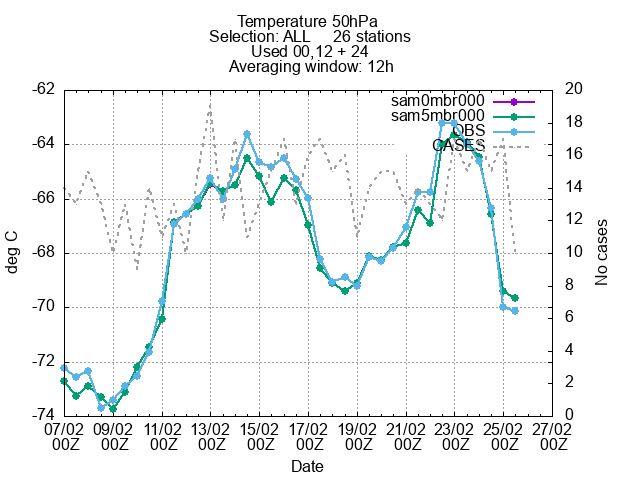 Temperature 50hPa
Selection: ALL 26 stations
Used 00,12 + 24
Averaging window: 12h
-62 20
sam0mbr000
sam5mbr000
OBS
CASES
18
-64 16
14
-66 12
-68 10
8
-70 6
4
-72 2
-74 0
deg C
No cases
07/02 09/02 11/02 13/02 15/02 17/02 19/02 21/02 23/02 25/02 27/02
00Z 00Z 00Z 00Z 00Z 00Z 00Z 00Z 00Z 00Z 00Z
Date